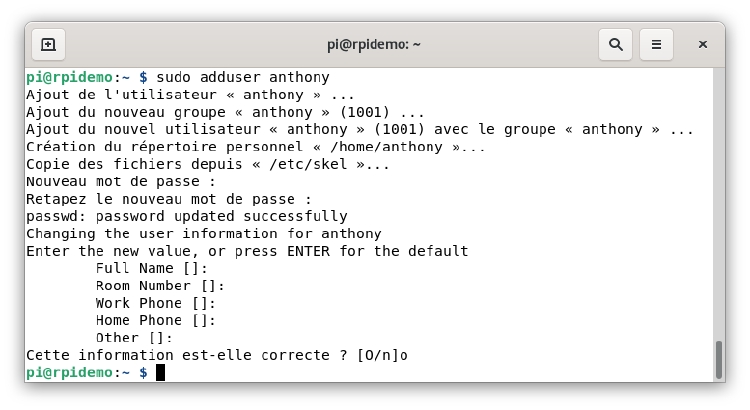 pi@rpidemo: ~
pi@rpidemo:~ $ sudo adduser anthony
Ajout de l'utilisateur « anthony » ...
Ajout du nouveau groupe « anthony » (1001) ...
Ajout du nouvel utilisateur « anthony » (1001) avec le groupe « anthony » ...
Création du répertoire personnel « /home/anthony »...
Copie des fichiers depuis « /etc/skel »...
Nouveau mot de passe :
Retapez le nouveau mot de passe :
passwd: password updated successfully
Changing the user information for anthony
Enter the new value, or press ENTER for the default
Full Name []:
Room Number []:
Work Phone []:
Home Phone []:
Other []:
Cette information est-elle correcte ? [O/n]o
pi@rpidemo:~ $